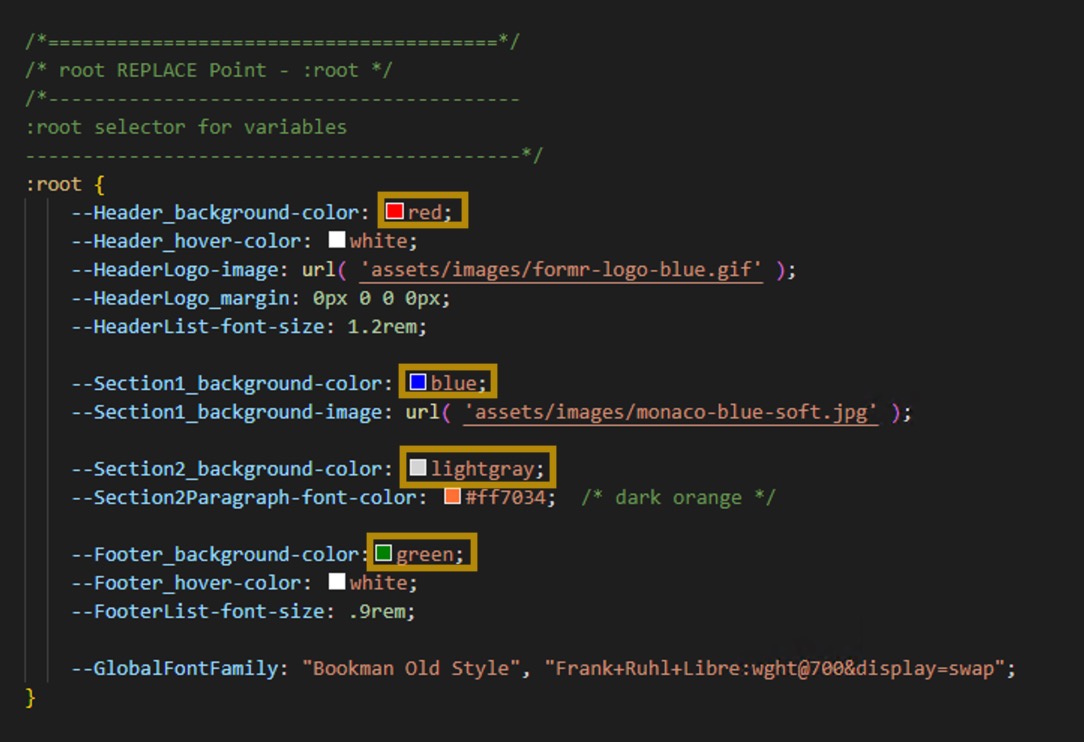 /*=======================================*/
/* root REPLACE Point - :root */
/*-----------------------------------------
:root selector for variables
-------------------------------------------*/
:root {
--Header_background-color: red;
--Header_hover-color: white;
--HeaderLogo-image: url( 'assets/images/formr-logo-blue.gif' );
--HeaderLogo_margin: 0px 0 0 0px;
--HeaderList-font-size: 1.2rem;
--Section1_background-color: blue;
--Section1_background-image: url( 'assets/images/monaco-blue-soft.jpg' );
--Section2_background-color: lightgray;
--Section2Paragraph-font-color: #ff7034; /* dark orange */
--Footer_background-color: green;
--Footer_hover-color: white;
--FooterList-font-size: .9rem;
--GlobalFontFamily: "Bookman Old Style", "Frank+Ruhl+Libre:wght@700&display=swap";
}